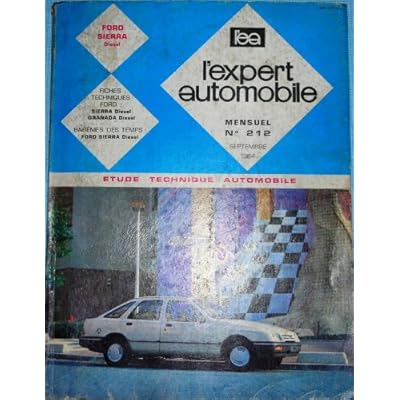 FORD
SIERRA
Diesel
FICHES
TECHNIQUES
FORD :
SIERRA Diesel
GRANADA Diesel
BARÈMES DES TEMPS
FORD SIERRA Diesel
l'ea
l'expert
automobile
MENSUEL
N° 212
SEPTEMBRE
1984
ETUDE TECHNIQUE AUTOMOBILE